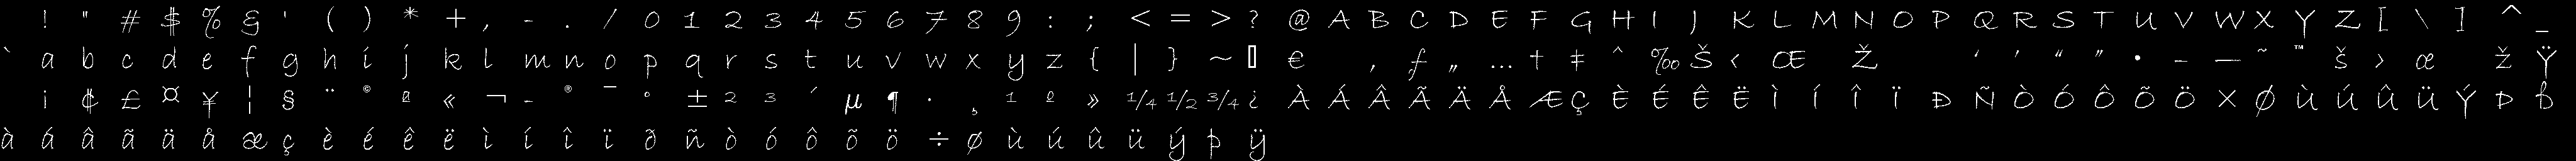 ! " # $ % & ' ( ) * + , - . / 0 1 2 3 4 5 6 7 8 9 : ; < = > ? @ A B C D E F G H I J K L M N O P Q R S T U V W X Y Z [ \ ] ^ _
` a b c d e f g h i j k l m n o p q r s t u v w x y z { | } ~ € , ƒ „ … † ‡ ˆ ‰ Š ‹ Œ Ž ‘ ’ “ ” • – — ˜ ™ š › œ ž Ÿ
¡ ¢ £ ¤ ¥ ¦ § ¨ © ª « ¬ - ® ¯ ° ± ² ³ ´ µ ¶ · ¸ ¹ º » ¼ ½ ¾ ¿ À Á Â Ã Ä Å Æ Ç È É Ê Ë Ì Í Î Ï Ð Ñ Ò Ó Ô Õ Ö × Ø Ù Ú Û Ü Ý Þ ß
à á â ã ä å æ ç è é ê ë ì í î ï ð ñ ò ó ô õ ö ÷ ø ù ú û ü ý þ ÿ